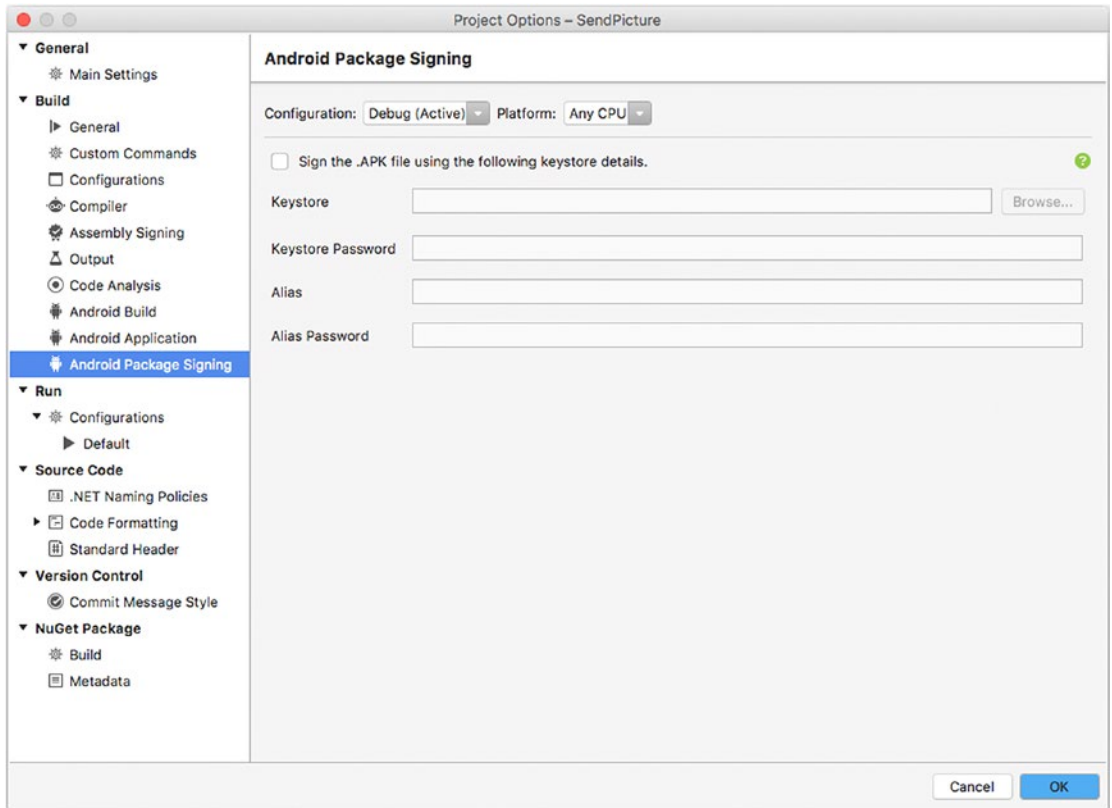 Project Options – SendPicture
General
Main Settings
Build
General
Custom Commands
Configurations
Compiler
Assembly Signing
Output
Code Analysis
Android Build
Android Application
Android Package Signing
Run
Configurations
Default
Source Code
.NET Naming Policies
Code Formatting
Standard Header
Version Control
Commit Message Style
NuGet Package
Build
Metadata
Android Package Signing
Configuration: Debug (Active) Platform: Any CPU
Sign the .APK file using the following keystore details. ?
Keystore Browse...
Keystore Password
Alias
Alias Password
Cancel OK